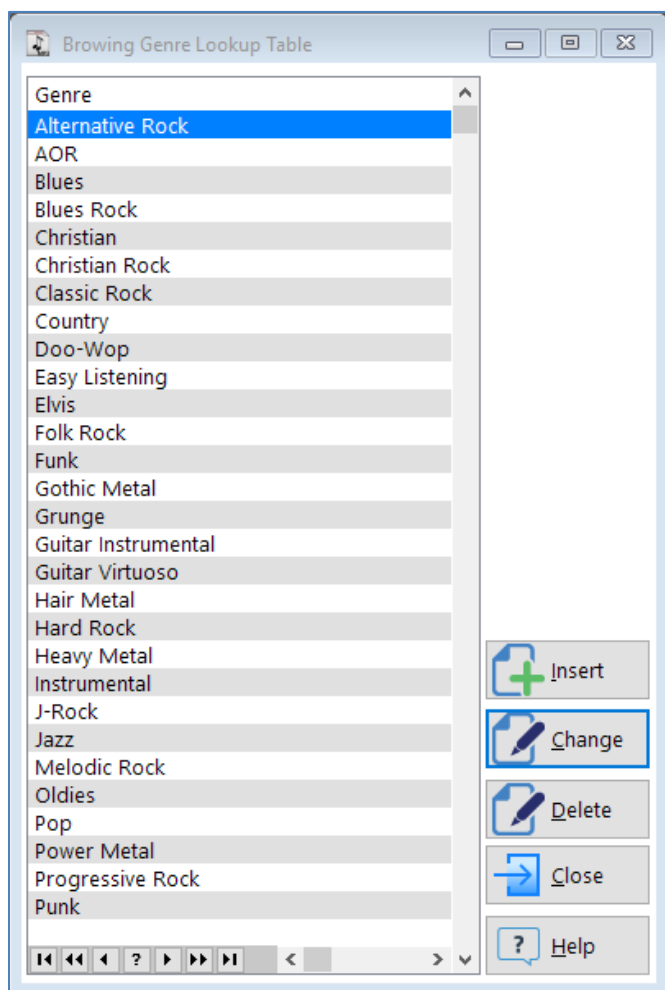 Browing Genre Lookup Table
Genre
Alternative Rock
AOR
Blues
Blues Rock
Christian
Christian Rock
Classic Rock
Country
Doo-Wop
Easy Listening
Elvis
Folk Rock
Funk
Gothic Metal
Grunge
Guitar Instrumental
Guitar Virtuoso
Hair Metal
Hard Rock
Heavy Metal
Instrumental
J-Rock
Jazz
Melodic Rock
Oldies
Pop
Power Metal
Progressive Rock
Punk
?
Insert
Change
Delete
Close
? Help